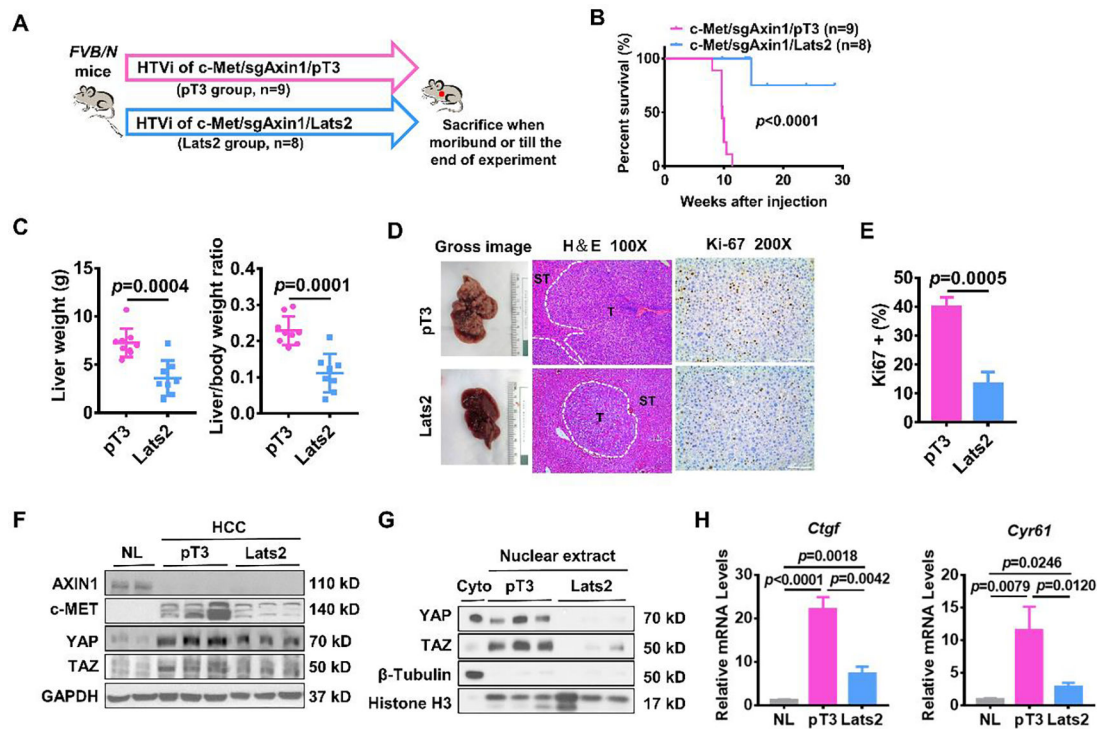 A
FVB/N
mice
HTVi of c-Met/sgAxin1/pT3
(pT3 group, n=9)
HTVi of c-Met/sgAxin1/Lats2
(Lats2 group, n=8)
Sacrifice when
moribund or till the
end of experiment
B
c-Met/sgAxin1/pT3 (n=9)
c-Met/sgAxin1/Lats2 (n=8)
Percent survival (%)
100
50
0
p<0.0001
0 10 20 30
Weeks after injection
C
Liver weight (g)
15
10
5
0
p=0.0004
pT3 Lats2
Liver/body weight ratio
0.4
0.3
0.2
0.1
0.0
p=0.0001
pT3 Lats2
D
Gross image H&E 100X Ki-67 200X
pT3
ST
T
Lats2
ST
T
E
Ki67 + (%)
50
40
30
20
10
0
p=0.0005
pT3 Lats2
F
HCC
NL pT3 Lats2
AXIN1 110 kD
c-MET 140 kD
YAP 70 kD
TAZ 50 kD
GAPDH 37 kD
G
Nuclear extract
Cyto pT3 Lats2
YAP 70 kD
TAZ 50 kD
β-Tubulin 50 kD
Histone H3 17 kD
H
Ctgf
Relative mRNA Levels
30
20
10
0
p=0.0018
p<0.0001 p=0.0042
NL pT3 Lats2
Cyr61
Relative mRNA Levels
20
15
10
5
0
p=0.0246
p=0.0079 p=0.0120
NL pT3 Lats2